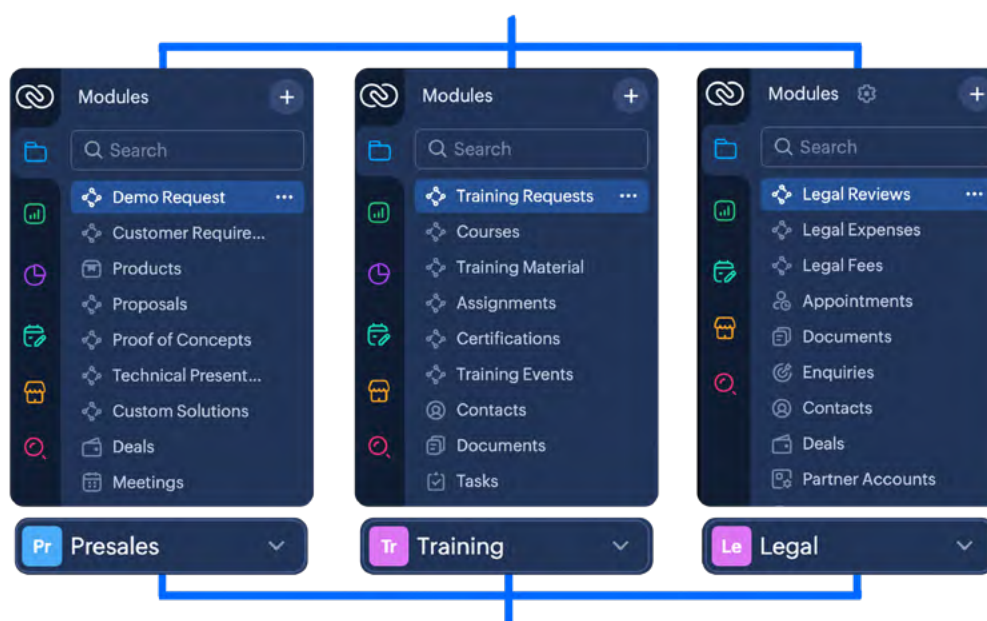 Modules +
Search
Demo Request ...
Customer Require...
Products
Proposals
Proof of Concepts
Technical Present...
Custom Solutions
Deals
Meetings
Pr Presales
Modules +
Search
Training Requests ...
Courses
Training Material
Assignments
Certifications
Training Events
Contacts
Documents
Tasks
Tr Training
Modules +
Search
Legal Reviews ...
Legal Expenses
Legal Fees
Appointments
Documents
Enquiries
Contacts
Deals
Partner Accounts
Le Legal